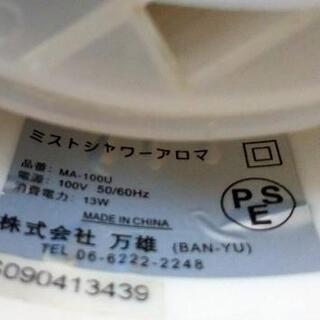 ミストシャワーアロマ
品番: MA-100U
電源: 100V 50/60Hz
消費電力: 13W
PSE
MADE IN CHINA
株式会社 万雄 (BAN-YU)
TEL 06-6222-2248
S090413439